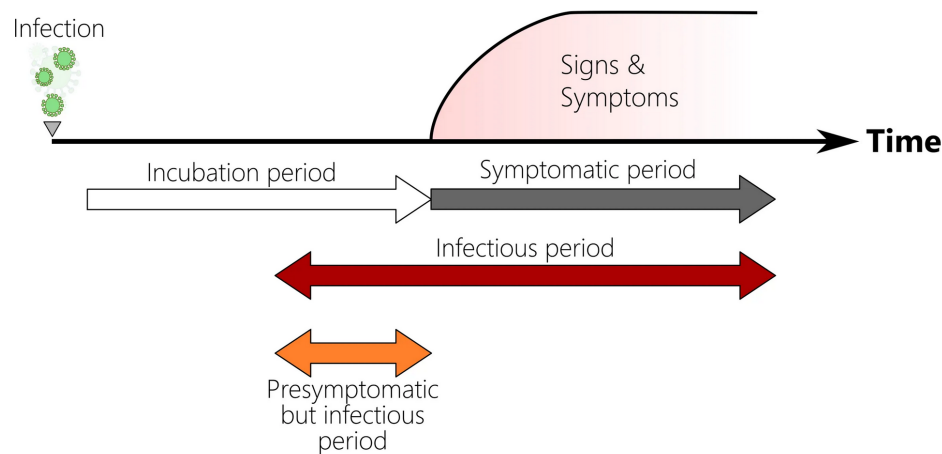 Infection
Signs &
Symptoms
Time
Incubation period
Symptomatic period
Infectious period
Presymptomatic
but infectious
period